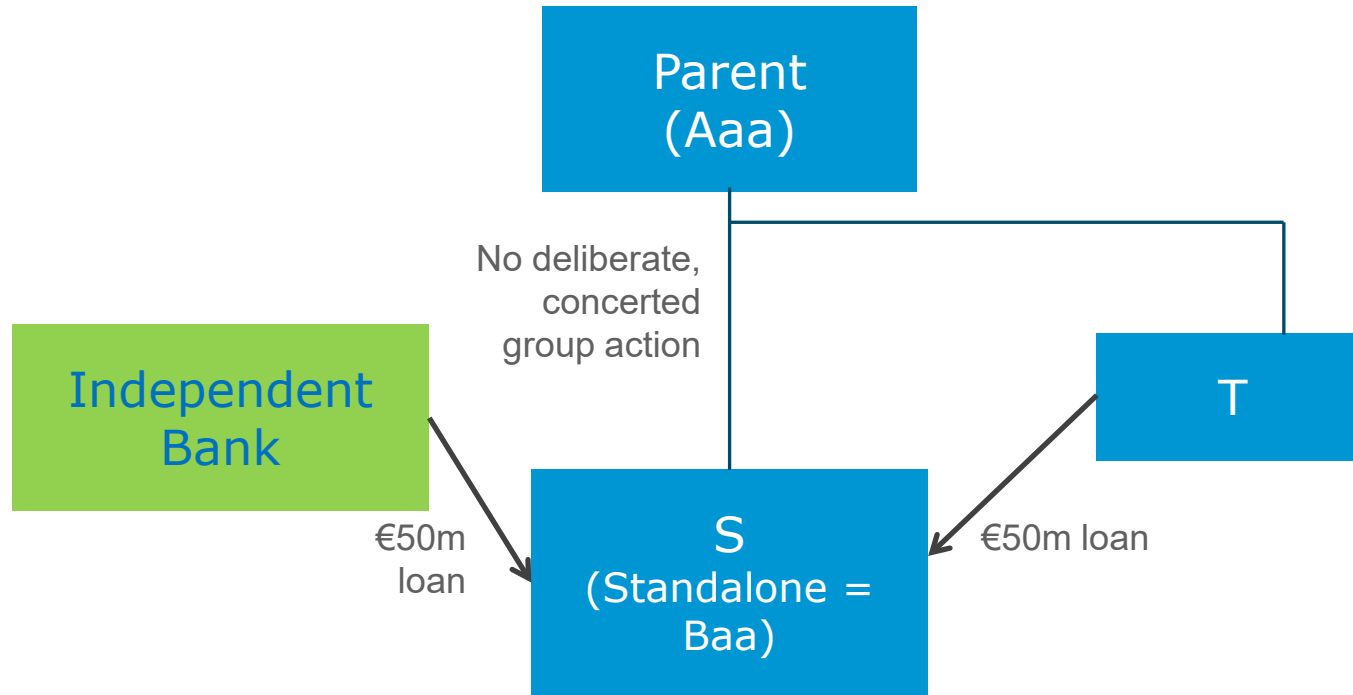 Parent
(Aaa)
No deliberate,
concerted
group action
Independent
Bank
T
€50m
loan
S
(Standalone =
Baa)
€50m loan